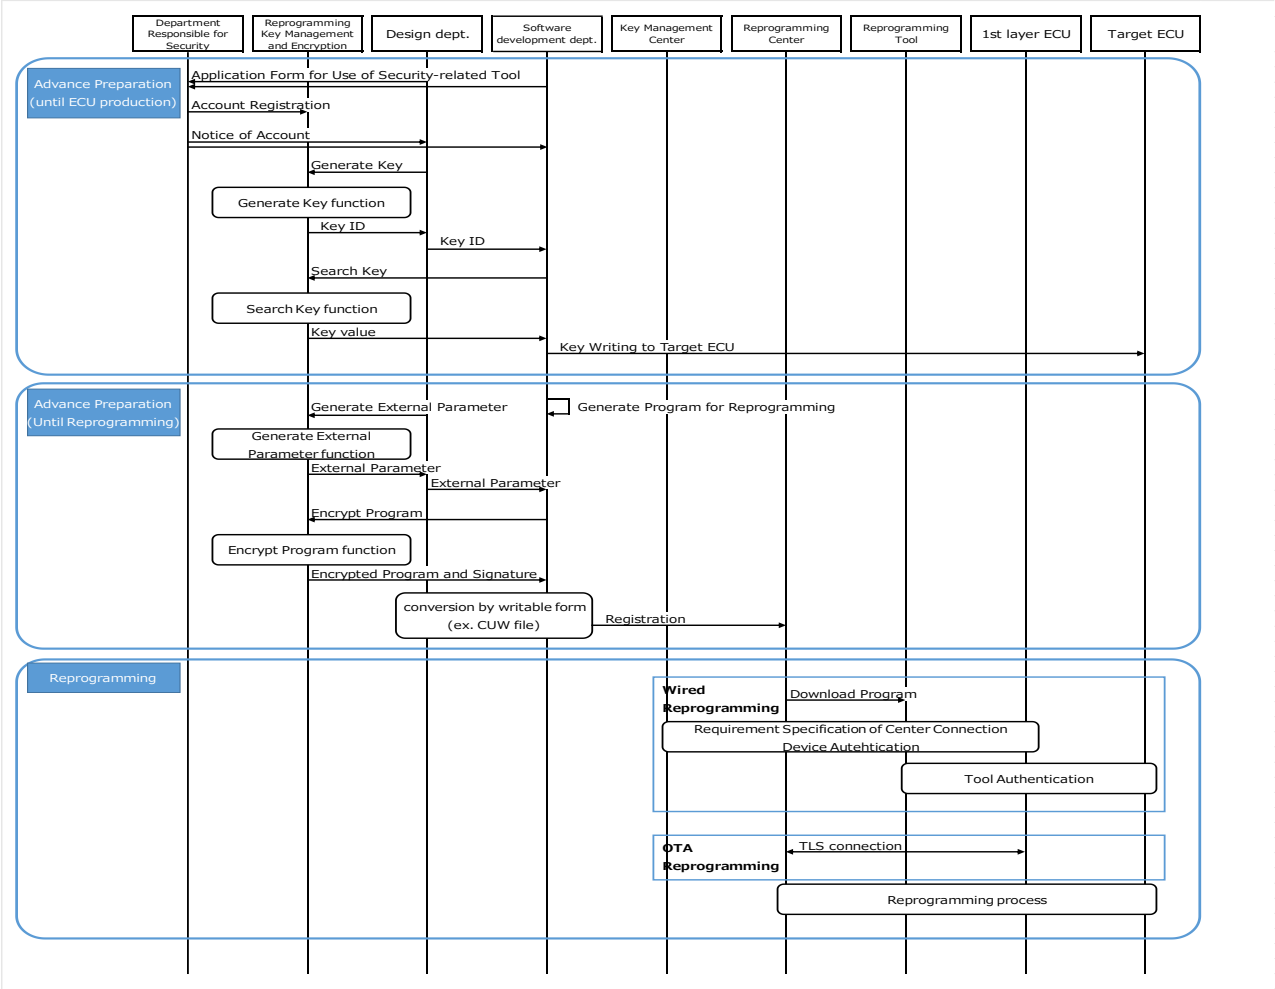 Department
Responsible for
Security
Reprogramming
Key Management
and Encryption
Design dept.
Software
development dept.
Key Management
Center
Reprogramming
Center
Reprogramming
Tool
1st layer ECU
Target ECU
Advance Preparation
(until ECU production)
Application Form for Use of Security-related Tool
Account Registration
Notice of Account
Generate Key
Generate Key function
Key ID
Key ID
Search Key
Search Key function
Key value
Key Writing to Target ECU
Advance Preparation
(Until Reprogramming)
Generate External Parameter
Generate Program for Reprogramming
Generate External
Parameter function
External Parameter
External Parameter
Encrypt Program
Encrypt Program function
Encrypted Program and Signature
conversion by writable form
(ex. CUW file)
Registration
Reprogramming
Wired
Reprogramming
Download Program
Requirement Specification of Center Connection
Device Autehtication
Tool Authentication
OTA
Reprogramming
TLS connection
Reprogramming process